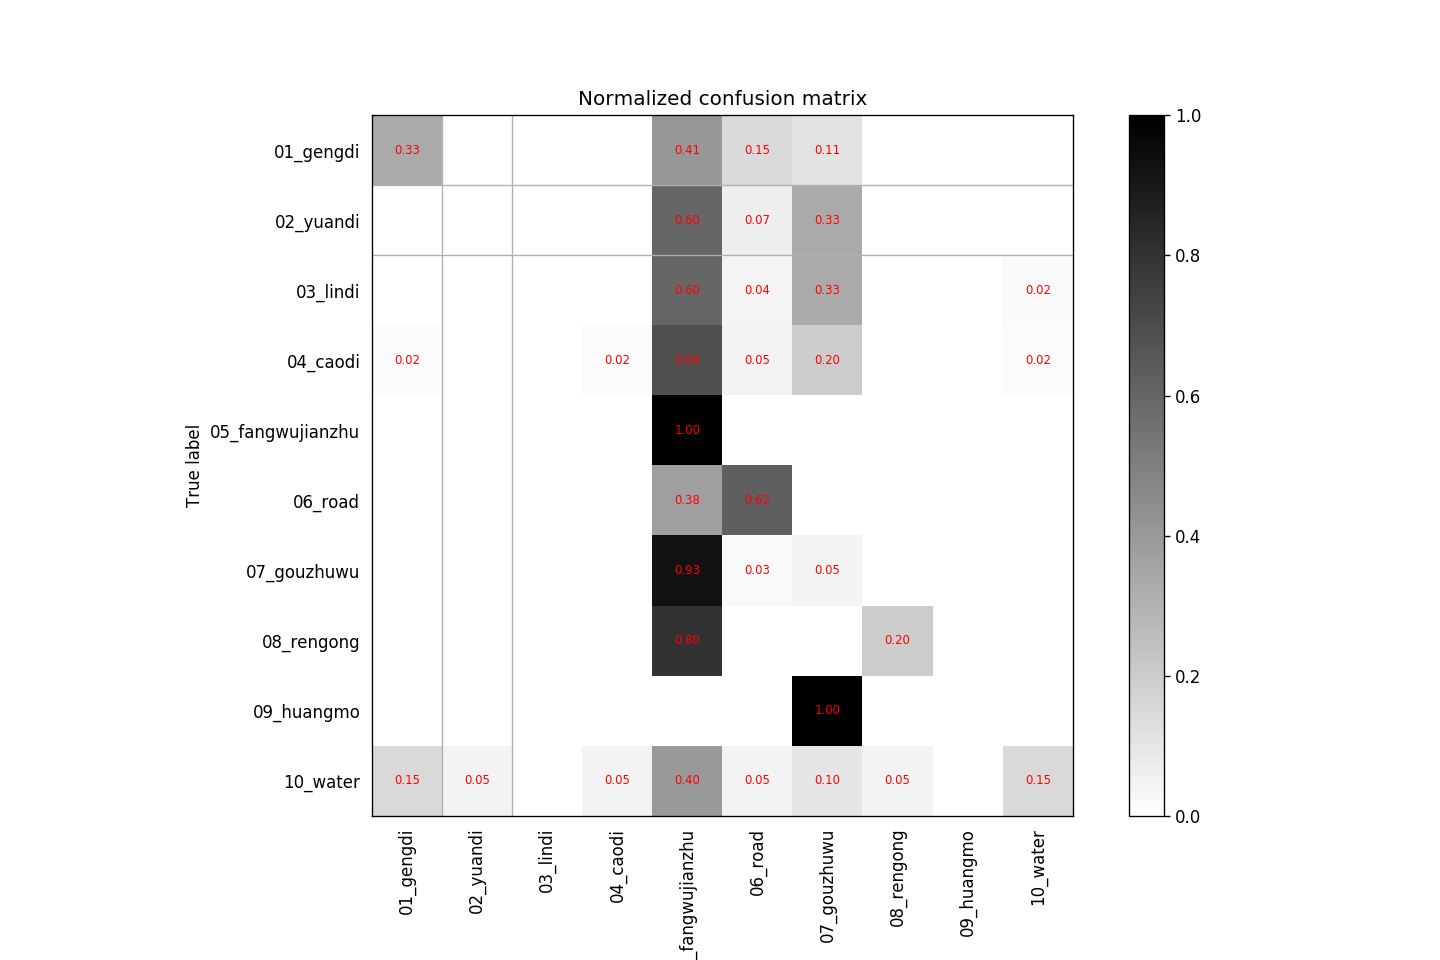 Normalized confusion matrix
01_gengdi 0.33 0.41 0.15 0.11
02_yuandi 0.60 0.07 0.33
03_lindi 0.60 0.04 0.33 0.02
04_caodi 0.02 0.02 0.69 0.05 0.20 0.02
05_fangwujianzhu 1.00
06_road 0.38 0.62
07_gouzhuwu 0.93 0.03 0.05
08_rengong 0.80 0.20
09_huangmo 1.00
10_water 0.15 0.05 0.05 0.40 0.05 0.10 0.05 0.15
True label
01_gengdi
02_yuandi
03_lindi
04_caodi
_fangwujianzhu
06_road
07_gouzhuwu
08_rengong
09_huangmo
10_water
1.0
0.8
0.6
0.4
0.2
0.0